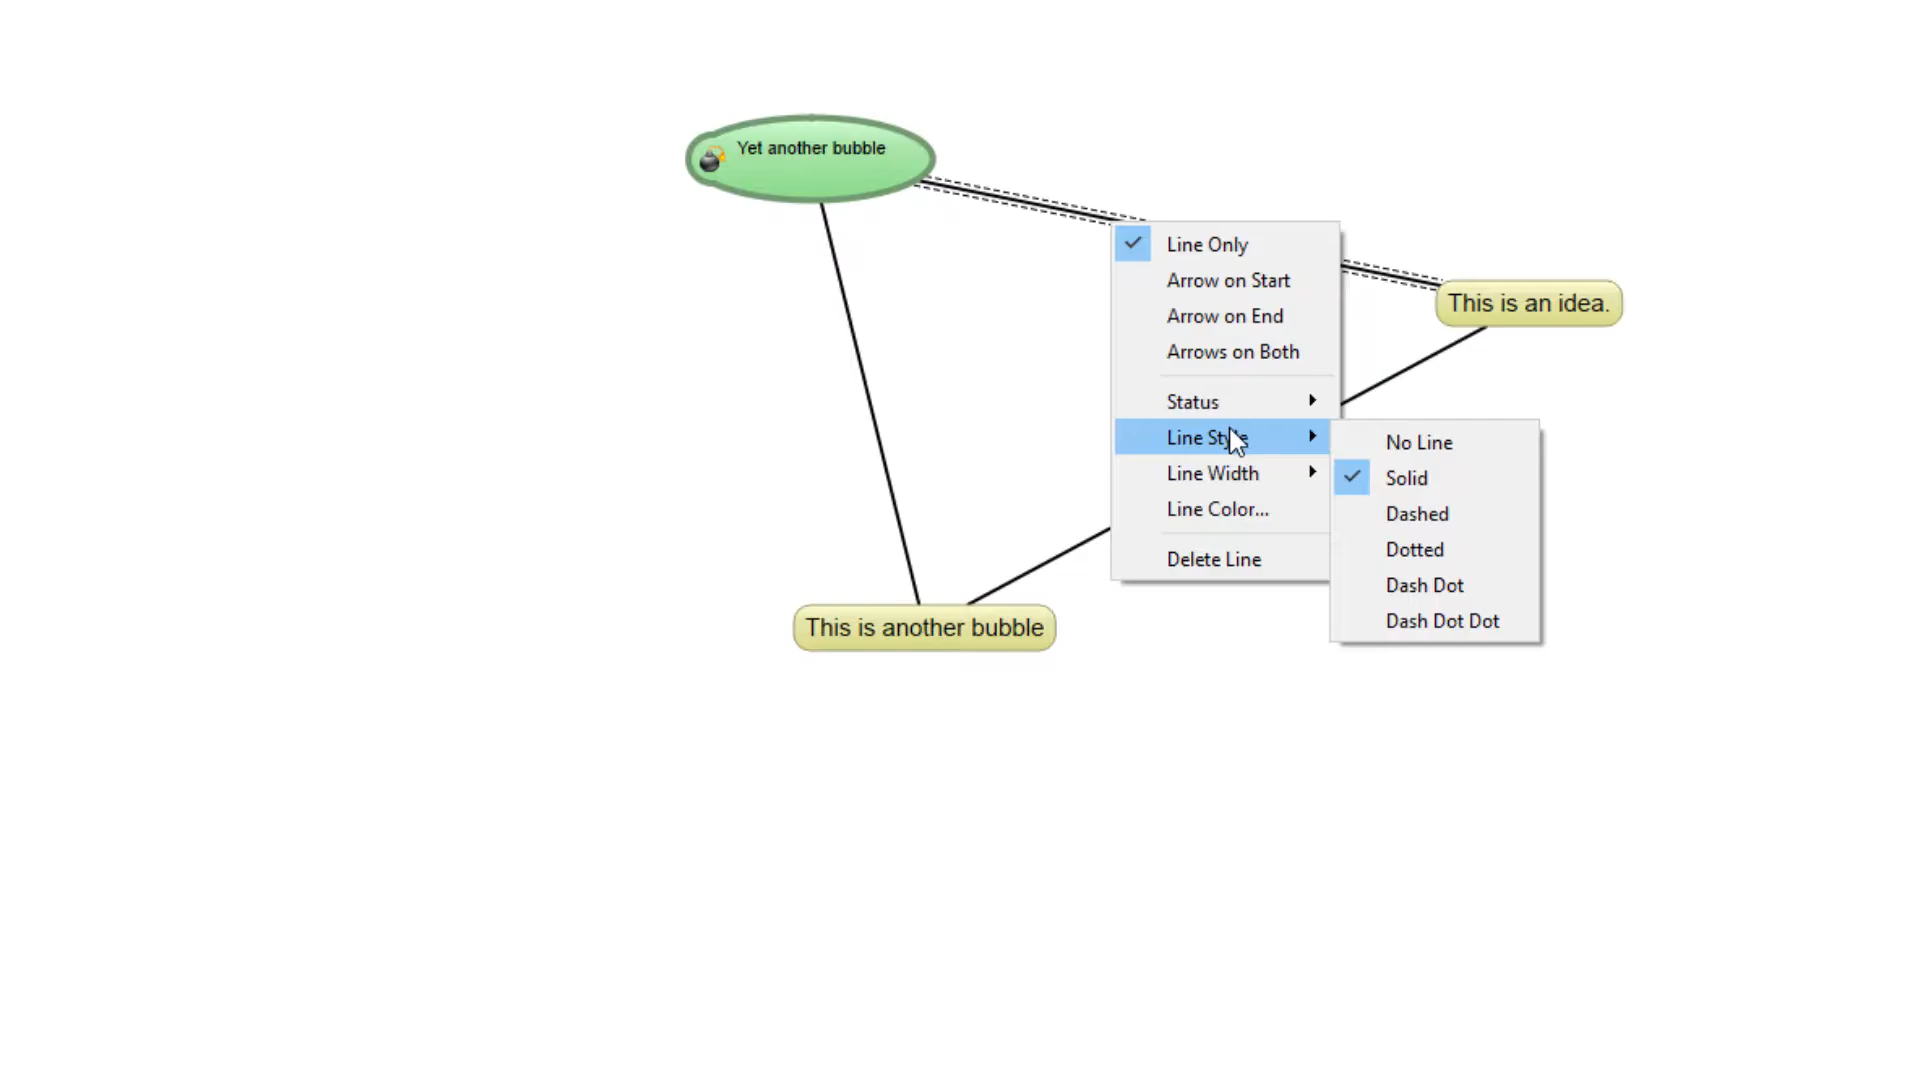 Yet another bubble
Line Only
Arrow on Start
This is an idea.
Arrow on End
Arrows on Both
Status
Line Style
No Line
Line Width
Solid
Line Color...
Dashed
Dotted
Delete Line
Dash Dot
Dash Dot Dot
This is another bubble